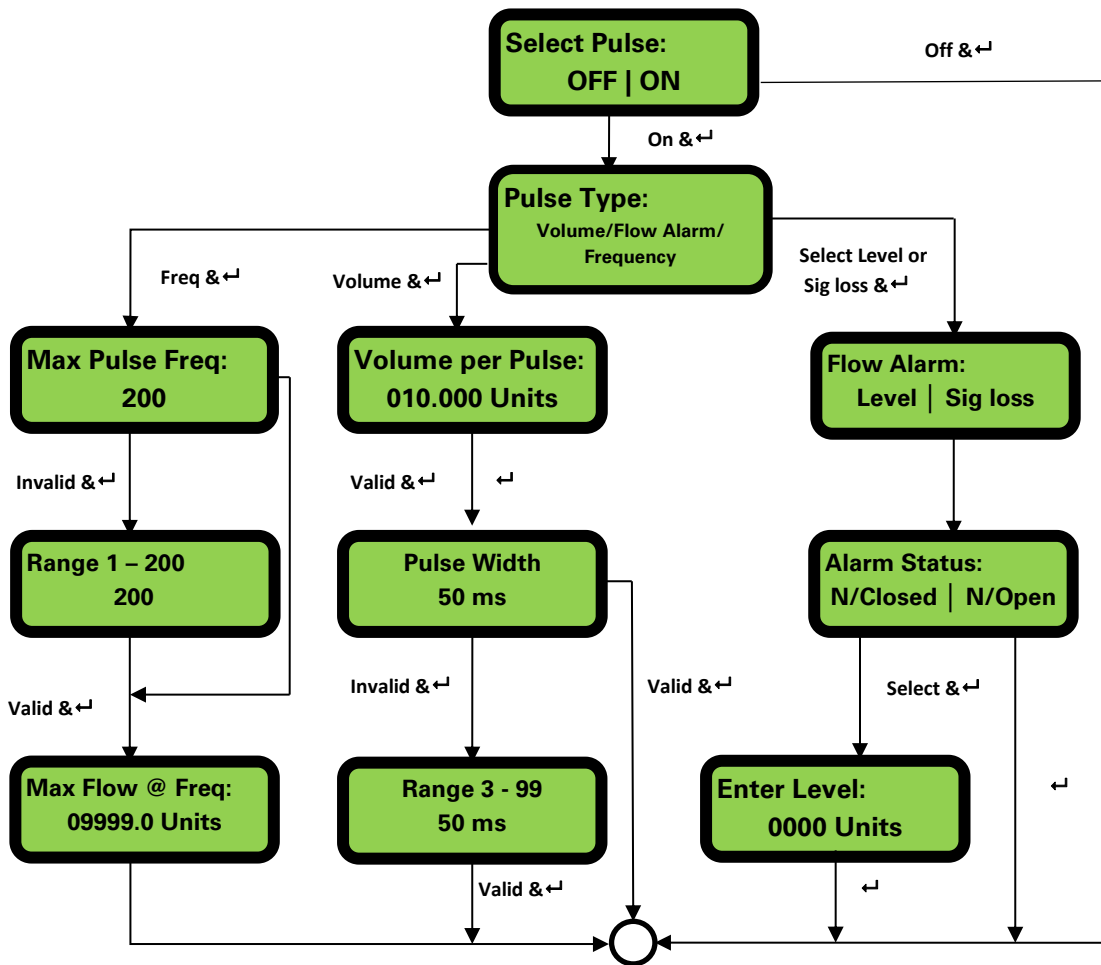 Select Pulse:
OFF | ON
Off & ↵
On & ↵
Pulse Type:
Volume/Flow Alarm/
Frequency
Freq & ↵
Volume & ↵
Select Level or
Sig loss & ↵
Max Pulse Freq:
200
Volume per Pulse:
010.000 Units
Flow Alarm:
Level | Sig loss
Invalid & ↵
Valid & ↵
↵
Range 1 – 200
200
Pulse Width
50 ms
Alarm Status:
N/Closed | N/Open
Valid & ↵
Invalid & ↵
Valid & ↵
Select & ↵
Max Flow @ Freq:
09999.0 Units
Range 3 - 99
50 ms
Enter Level:
0000 Units
↵
Valid & ↵
↵